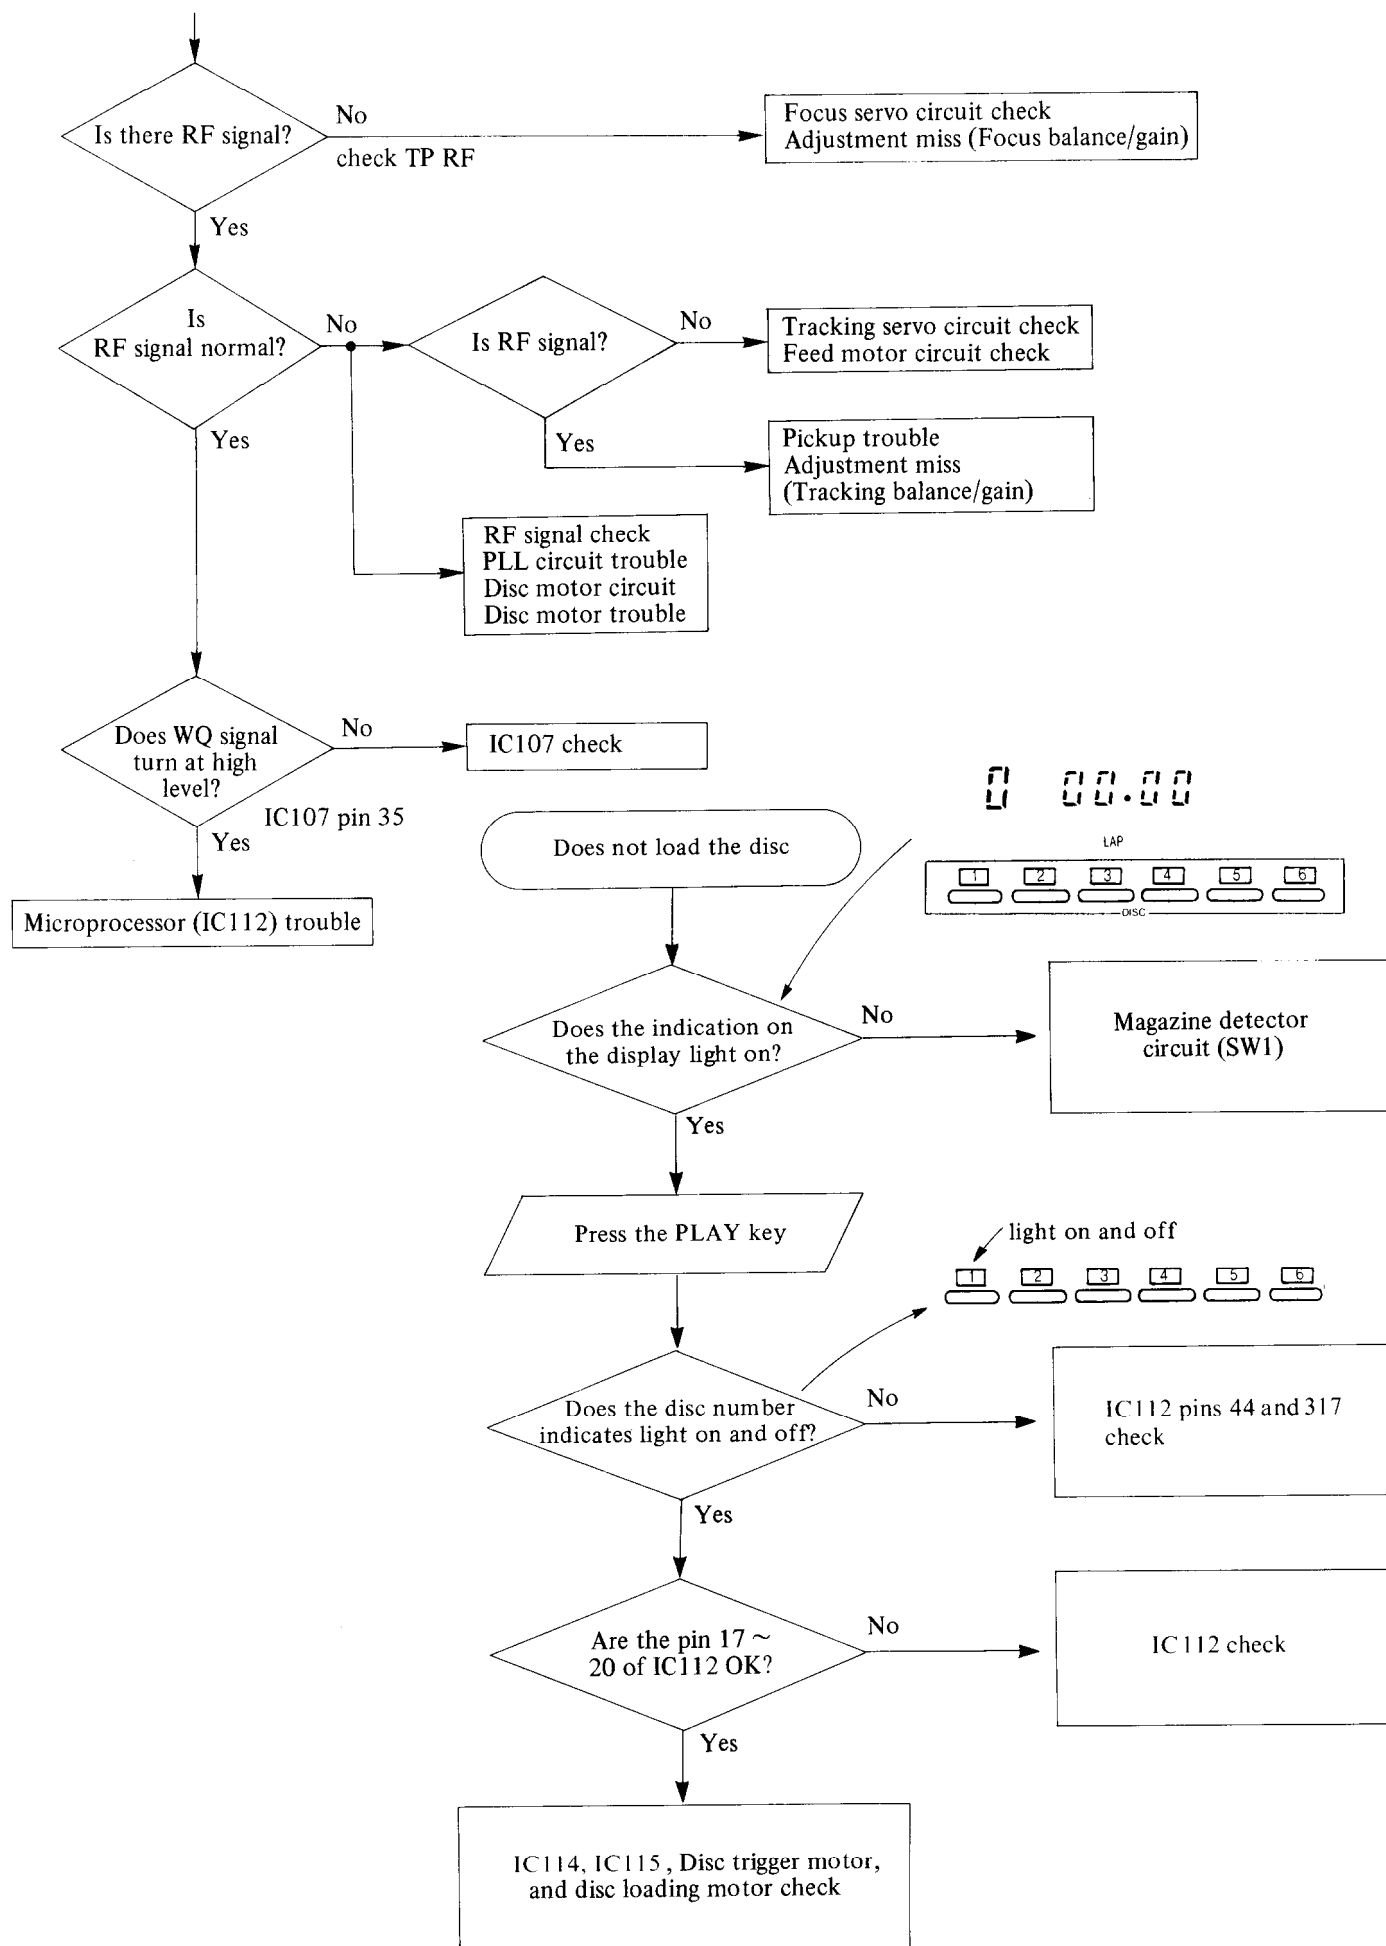 Is there RF signal?
No
check TP RF
Focus servo circuit check
Adjustment miss (Focus balance/gain)
Yes
Is
RF signal normal?
No
Is RF signal?
No
Tracking servo circuit check
Feed motor circuit check
Yes
Yes
Pickup trouble
Adjustment miss
(Tracking balance/gain)
RF signal check
PLL circuit trouble
Disc motor circuit
Disc motor trouble
Does WQ signal
turn at high
level?
No
IC107 check
IC107 pin 35
Yes
Microprocessor (IC112) trouble
Does not load the disc
0 00.00
LAP
1 2 3 4 5 6
DISC
Does the indication on
the display light on?
No
Magazine detector
circuit (SW1)
Yes
Press the PLAY key
light on and off
1 2 3 4 5 6
Does the disc number
indicates light on and off?
No
IC112 pins 44 and 317
check
Yes
Are the pin 17 ~
20 of IC112 OK?
No
IC112 check
Yes
IC114, IC115, Disc trigger motor,
and disc loading motor check